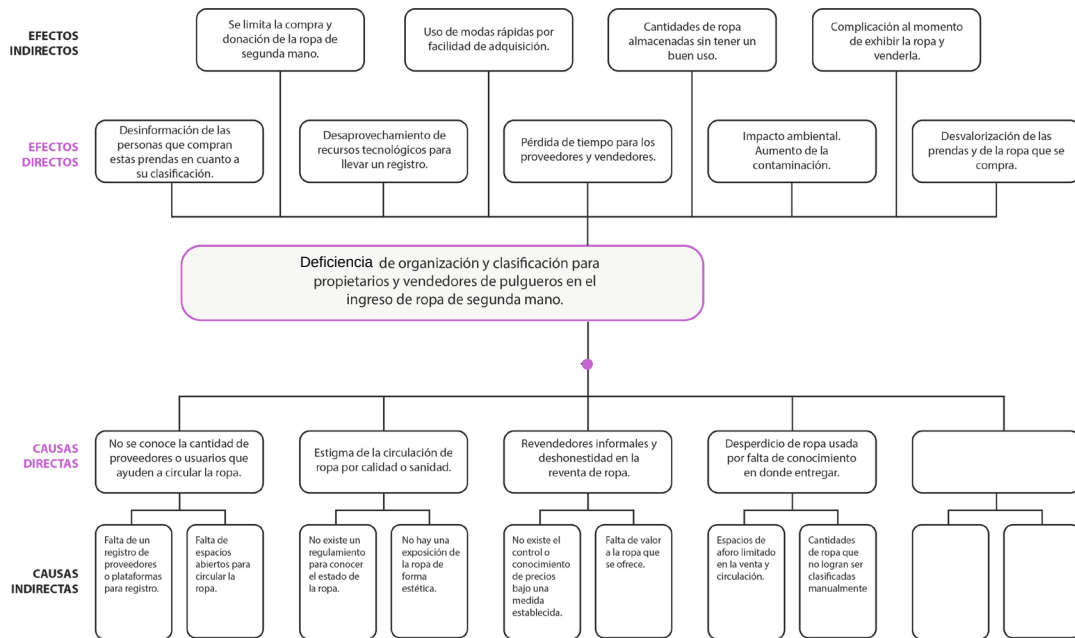 EFECTOS
INDIRECTOS
Se limita la compra y
donación de la ropa de
segunda mano.
Uso de modas rápidas por
facilidad de adquisición.
Cantidades de ropa
almacenadas sin tener un
buen uso.
Complicación al momento
de exhibir la ropa y
venderla.
EFECTOS
DIRECTOS
Desinformación de las
personas que compran
estas prendas en cuanto a
su clasificación.
Desaprovechamiento de
recursos tecnológicos para
llevar un registro.
Pérdida de tiempo para los
proveedores y vendedores.
Impacto ambiental.
Aumento de la
contaminación.
Desvalorización de las
prendas y de la ropa que se
compra.
Deficiencia de organización y clasificación para
propietarios y vendedores de pulgueros en el
ingreso de ropa de segunda mano.
CAUSAS
DIRECTAS
No se conoce la cantidad de
proveedores o usuarios que
ayuden a circular la ropa.
Estigma de la circulación de
ropa por calidad o sanidad.
Revendedores informales y
deshonestidad en la
reventa de ropa.
Desperdicio de ropa usada
por falta de conocimiento
en donde entregar.
CAUSAS
INDIRECTAS
Falta de un
registro de
proveedores
o plataformas
para registro.
Falta de
espacios
abiertos para
circular la
ropa.
No existe un
regulamiento
para conocer
el estado de
la ropa.
No hay una
exposición de
la ropa de
forma
estética.
No existe el
control o
conocimiento
de precios
bajo una
medida
establecida.
Falta de valor
a la ropa que
se ofrece.
Espacios de
aforo limitado
en la venta y
circulación.
Cantidades
de ropa que
no logran ser
clasificadas
manualmente